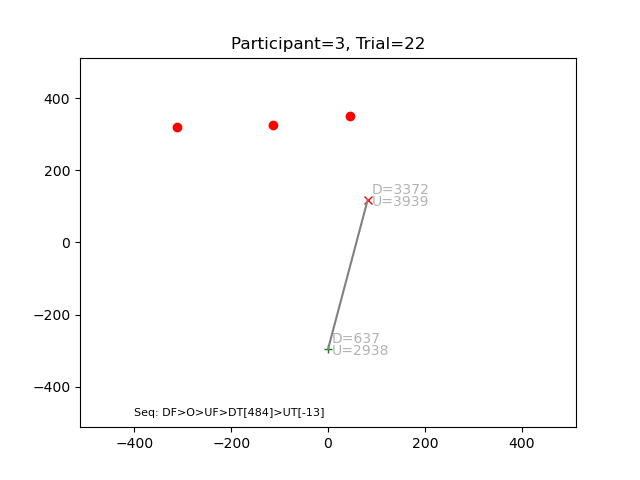 Participant=3, Trial=22
400
200
0
−200
−400
D=3372
U=3939
D=637
U=2938
Seq: DF>O>UF>DT[484]>UT[-13]
−400
−200
0
200
400